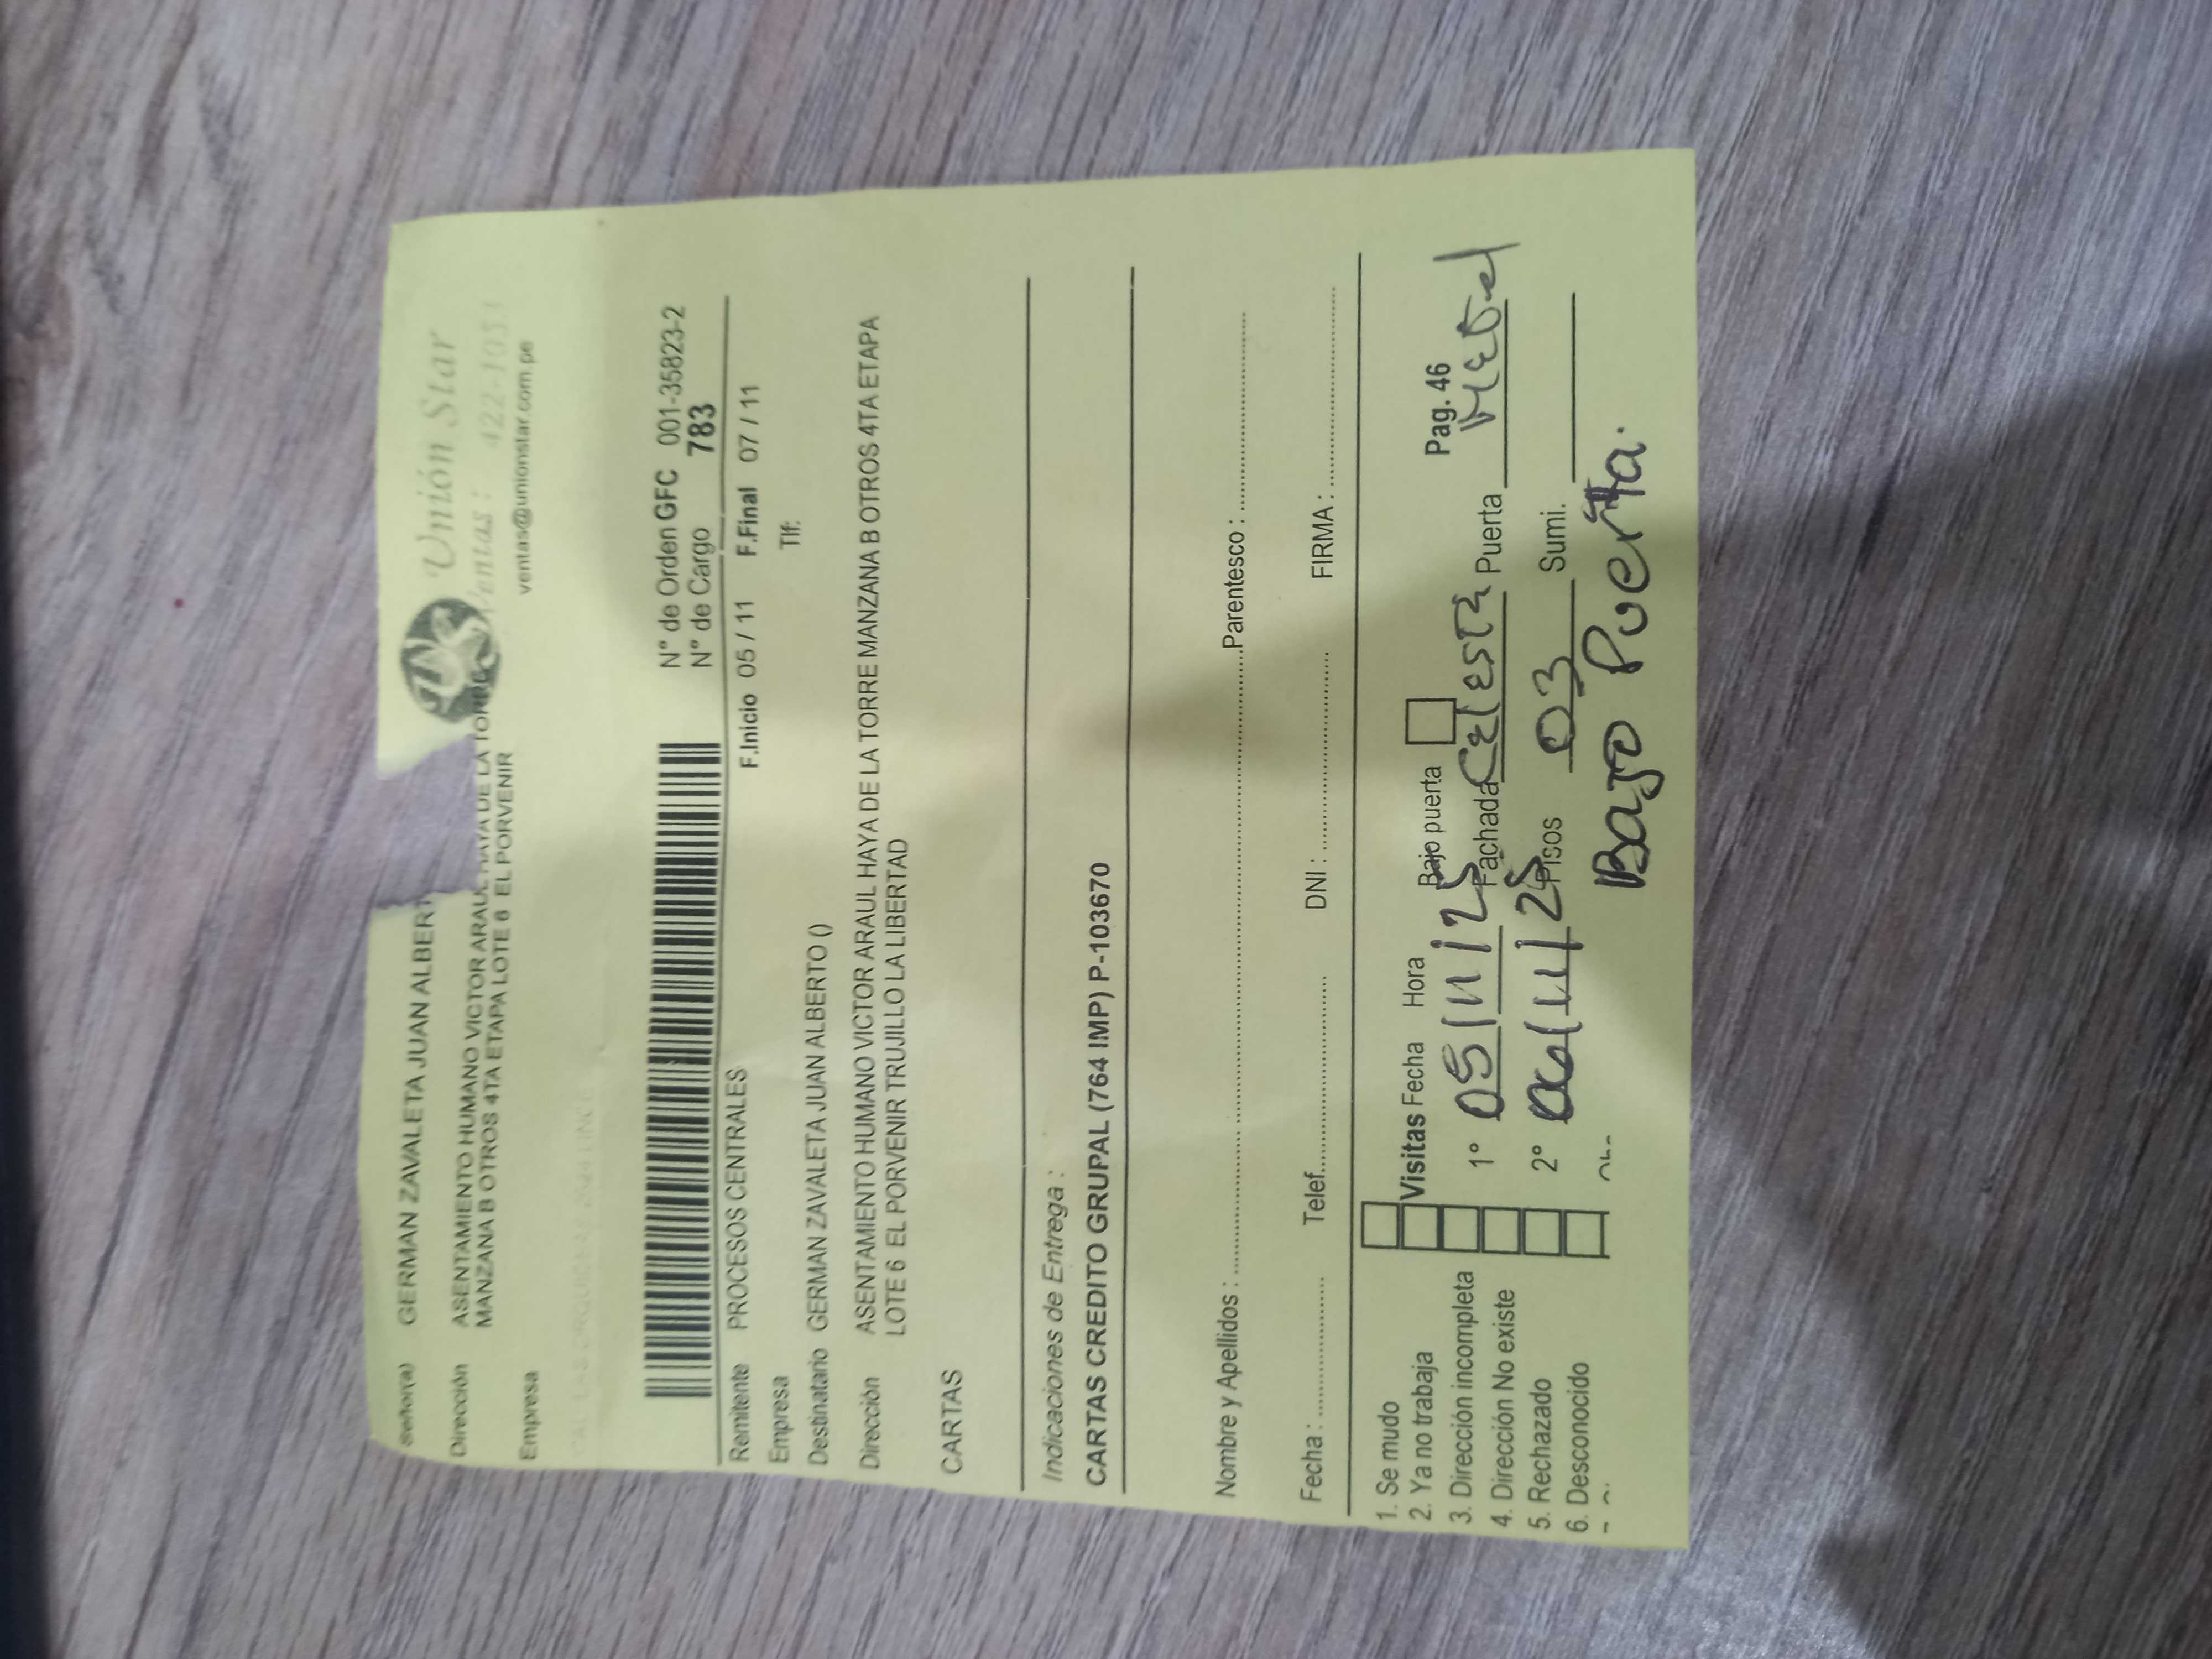 Unión Star
Ventas : 422-1051
ventas@unionstar.com.pe
Señor(a) GERMAN ZAVALETA JUAN ALBERT
Dirección ASENTAMIENTO HUMANO VICTOR ARAUL HAYA DE LA TORRE
MANZANA B OTROS 4TA ETAPA LOTE 6 EL PORVENIR
Empresa
N° de Orden GFC 001-35823-2
N° de Cargo 783
F.Inicio 05 / 11 F.Final 07 / 11
Remitente PROCESOS CENTRALES
Empresa Tlf:
Destinatario GERMAN ZAVALETA JUAN ALBERTO ()
Dirección ASENTAMIENTO HUMANO VICTOR ARAUL HAYA DE LA TORRE MANZANA B OTROS 4TA ETAPA
LOTE 6 EL PORVENIR TRUJILLO LA LIBERTAD
CARTAS
Indicaciones de Entrega :
CARTAS CREDITO GRUPAL (764 IMP) P-103670
Nombre y Apellidos : Parentesco :
Fecha : Telef. DNI : FIRMA :
1. Se mudo
2. Ya no trabaja Visitas Fecha Hora Bajo puerta Pag. 46
3. Dirección incompleta 1° 05/11/25 Fachada Celeste Puerta Metal
4. Dirección No existe
5. Rechazado 2° 06/11/25 Pisos 03 Sumi.
6. Desconocido
Bajo Puerta.